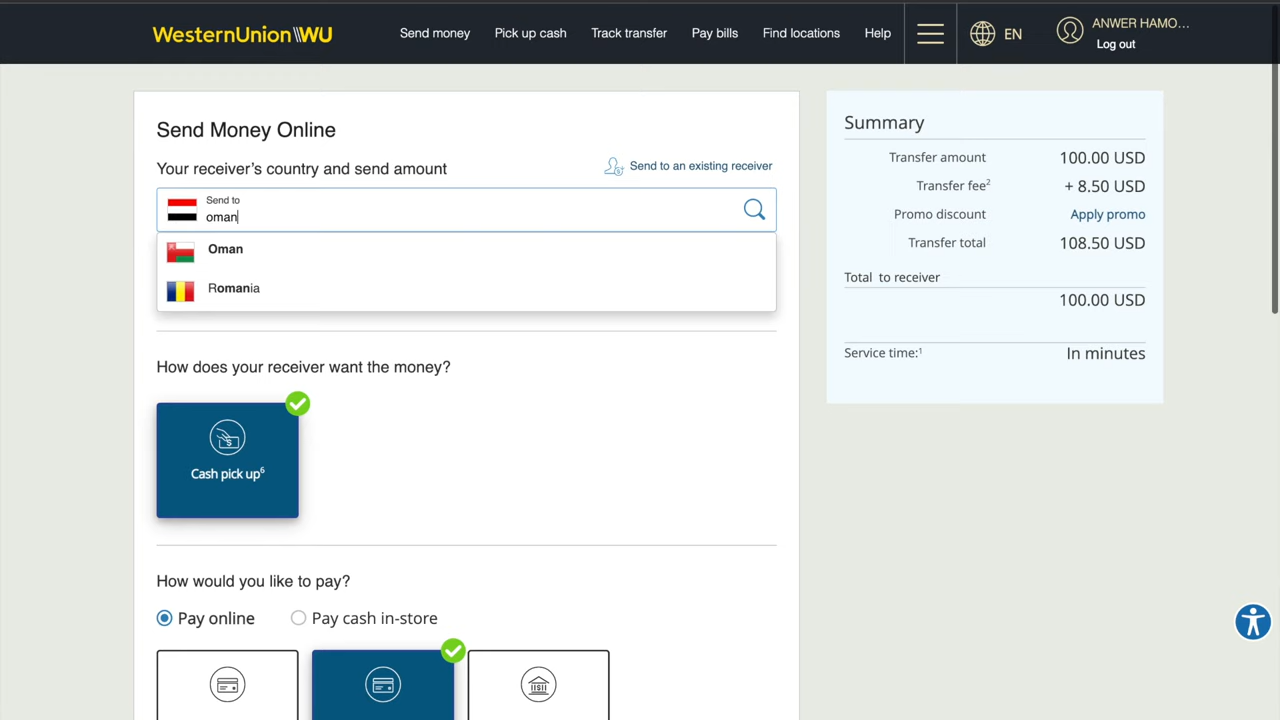 WesternUnion WU
Send money
Pick up cash
Track transfer
Pay bills
Find locations
Help
EN
ANWER HAMO...
Log out
Send Money Online
Your receiver's country and send amount
Send to an existing receiver
Send to
oman
Oman
Romania
How does your receiver want the money?
Cash pick up6
How would you like to pay?
Pay online
Pay cash in-store
Summary
Transfer amount 100.00 USD
Transfer fee2 + 8.50 USD
Promo discount Apply promo
Transfer total 108.50 USD
Total to receiver
100.00 USD
Service time:1 In minutes